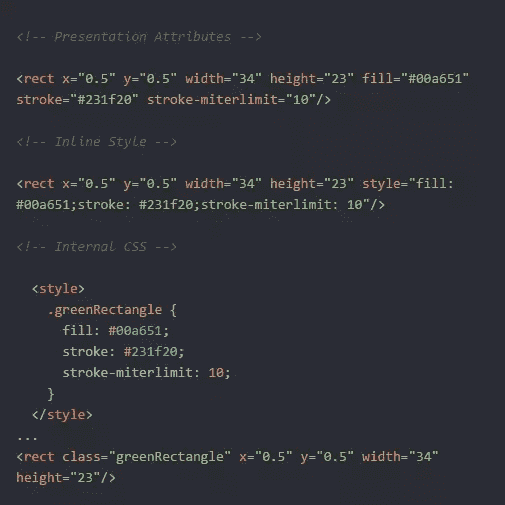 <!-- Presentation Attributes -->
<rect x="0.5" y="0.5" width="34" height="23" fill="#00a651"
stroke="#231f20" stroke-miterlimit="10"/>
<!-- Inline Style -->
<rect x="0.5" y="0.5" width="34" height="23" style="fill:
#00a651;stroke: #231f20;stroke-miterlimit: 10"/>
<!-- Internal CSS -->
<style>
.greenRectangle {
fill: #00a651;
stroke: #231f20;
stroke-miterlimit: 10;
}
</style>
...
<rect class="greenRectangle" x="0.5" y="0.5" width="34"
height="23"/>